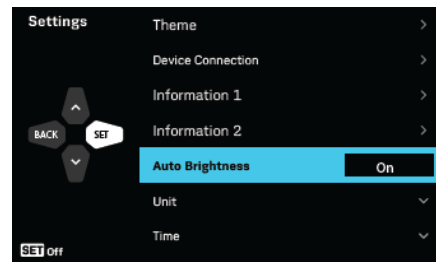 Settings
Theme
Device Connection
Information 1
Information 2
BACK SET
Auto Brightness On
Unit
Time
SET Off